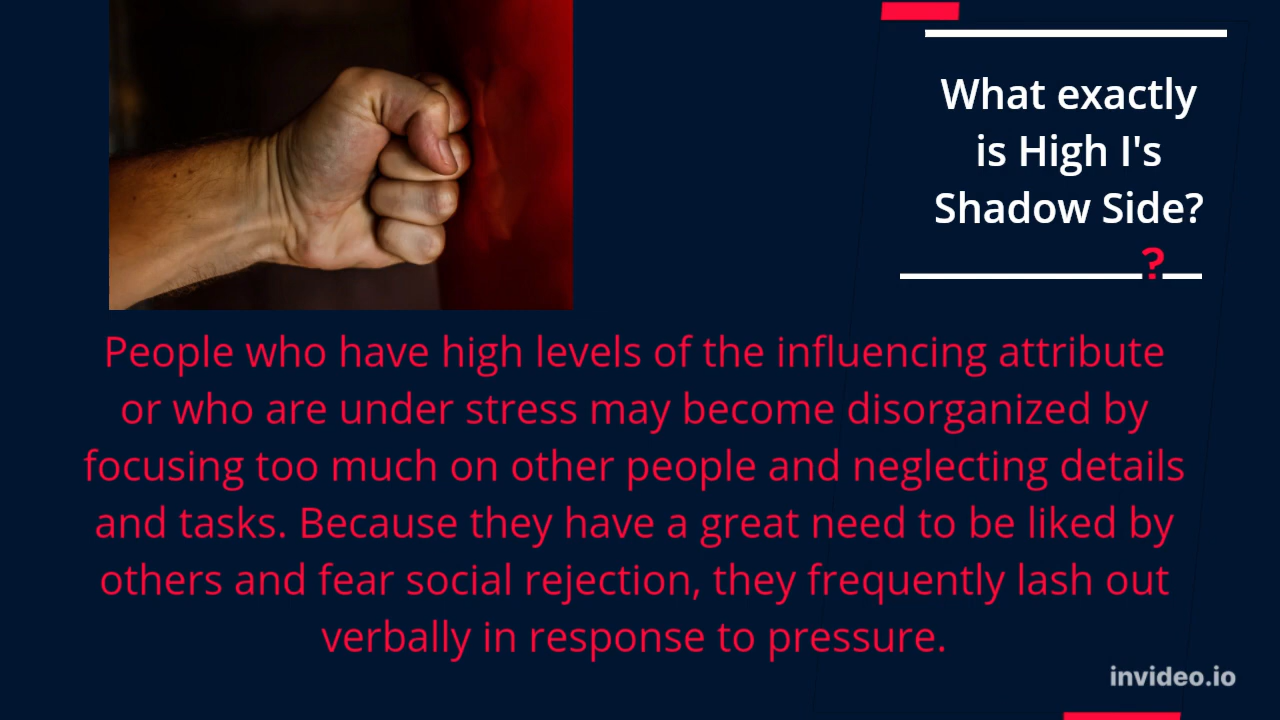 What exactly
is High I's
Shadow Side?
?
People who have high levels of the influencing attribute
or who are under stress may become disorganized by
focusing too much on other people and neglecting details
and tasks. Because they have a great need to be liked by
others and fear social rejection, they frequently lash out
verbally in response to pressure.
invideo.io